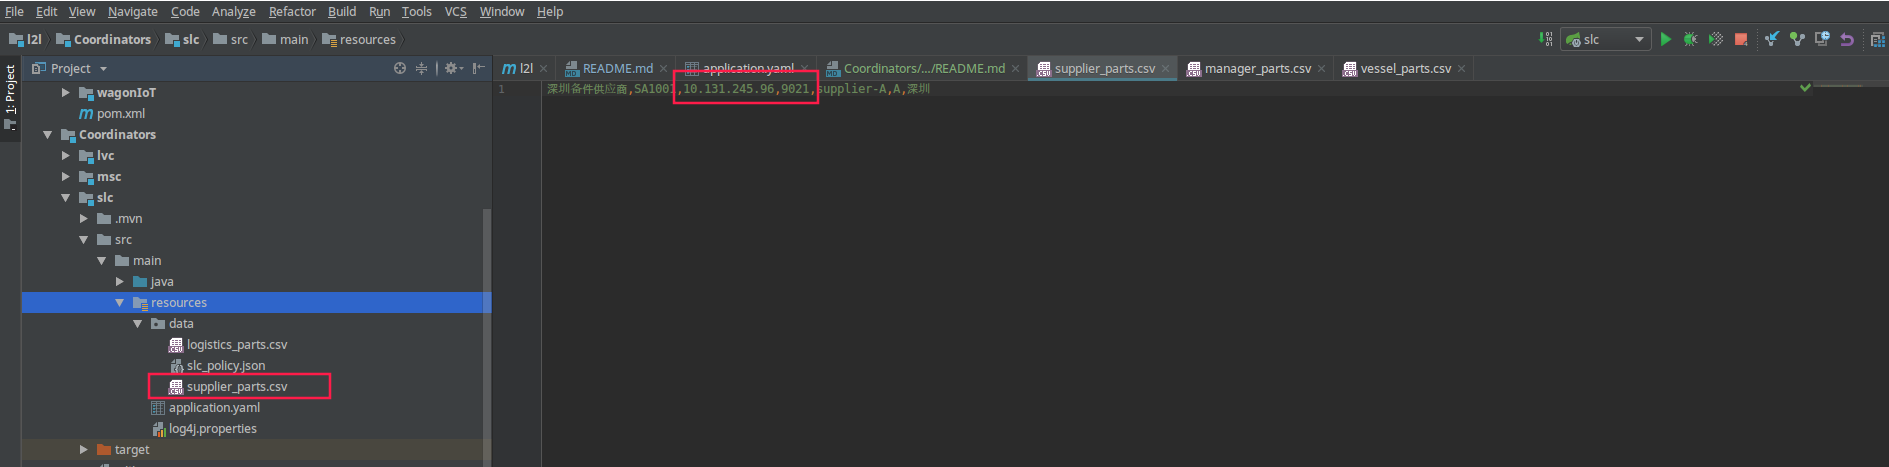 File Edit View Navigate Code Analyze Refactor Build Run Tools VCS Window Help
l2l Coordinators slc src main resources slc
Project
m l2l README.md application.yaml Coordinators/.../README.md supplier_parts.csv manager_parts.csv vessel_parts.csv
1: Project
1 深圳备件供应商,SA1001,10.131.245.96,9021,supplier-A,A,深圳
wagonIoT
m pom.xml
Coordinators
lvc
msc
slc
.mvn
src
main
java
resources
data
logistics_parts.csv
slc_policy.json
supplier_parts.csv
application.yaml
log4j.properties
target